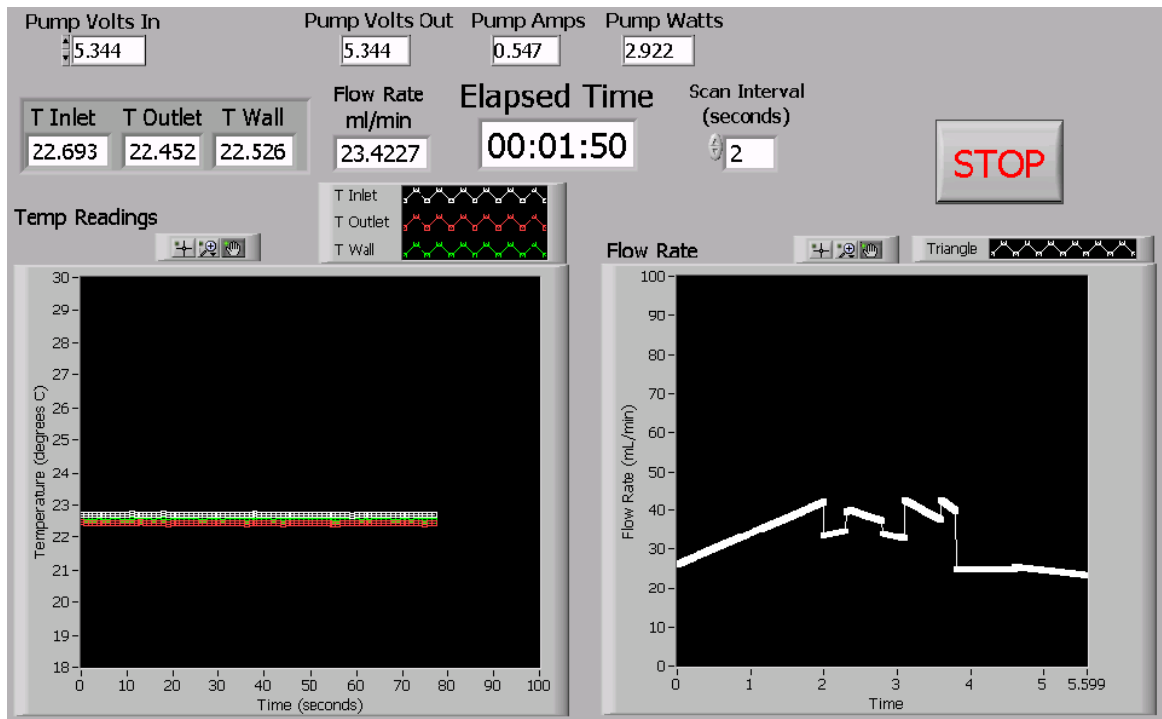 Pump Volts In
5.344
Pump Volts Out
5.344
Pump Amps
0.547
Pump Watts
2.922
T Inlet T Outlet T Wall
22.693 22.452 22.526
Flow Rate
ml/min
23.4227
Elapsed Time
00:01:50
Scan Interval
(seconds)
2
STOP
Temp Readings
T Inlet
T Outlet
T Wall
30
29
28
27
26
25
24
23
22
21
20
19
18
Temperature (degrees C)
0 10 20 30 40 50 60 70 80 90 100
Time (seconds)
Flow Rate
Triangle
100
90
80
70
60
50
40
30
20
10
0
Flow Rate (mL/min)
0 1 2 3 4 5 5.599
Time